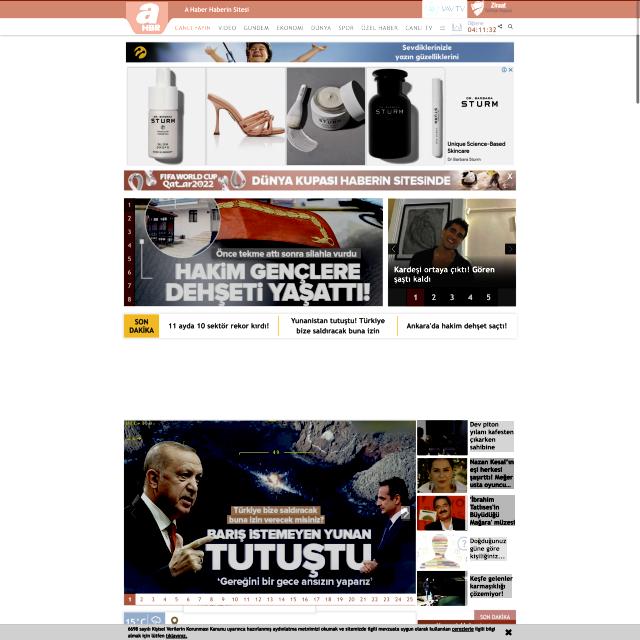 a
HBR
A Haber Haberin Sitesi
VAV TV
Ziraat
CANLI YAYIN VİDEO GÜNDEM EKONOMİ DÜNYA SPOR ÖZEL HABER CANLI TV
04:11:32
Sevdiklerinizle
yazın güzelliklerini
DR. BARBARA
STURM
STURM
STURM
DR. BARBARA
STURM
Unique Science-Based
Skincare
Dr Barbara Sturm
FIFA WORLD CUP
Qatar2022
DÜNYA KUPASI HABERİN SİTESİNDE
X
1
2
3
4
5
6
7
8
Önce tekme attı sonra silahla vurdu
HAKİM GENÇLERE
DEHŞETİ YAŞATTI!
Kardeşi ortaya çıktı! Gören
şaştı kaldı
1 2 3 4 5
SON
DAKİKA
11 ayda 10 sektör rekor kırdı!
Yunanistan tutuştu! Türkiye
bize saldıracak buna izin
Ankara'da hakim dehşet saçtı!
Türkiye bize saldıracak
buna izin verecek misiniz?
BARIŞ İSTEMEYEN YUNAN
TUTUŞTU
'Gereğini bir gece ansızın yaparız'
1 2 3 4 5 6 7 8 9 10 11 12 13 14 15 16 17 18 19 20 21 22 23 24 25
Dev piton
yılanı kafesten
çıkarken
sahibine
Nazan Kesal'ın
eşi herkesi
şaşırttı! Meğer
usta oyuncu...
'İbrahim
Tatlıses'in
Büyüdüğü
Mağara' müzesi
Doğduğunuz
güne göre
kişiliğiniz...
Keşfe gelenler
karmaşıklığı
çözemiyor!
15°C
SON DAKİKA
6698 sayılı Kişisel Verilerin Korunması Kanunu uyarınca hazırlanmış aydınlatma metnimizi okumak ve sitemizde ilgili mevzuata uygun olarak kullanılan çerezlerle ilgili bilgi
almak için lütfen tıklayınız.